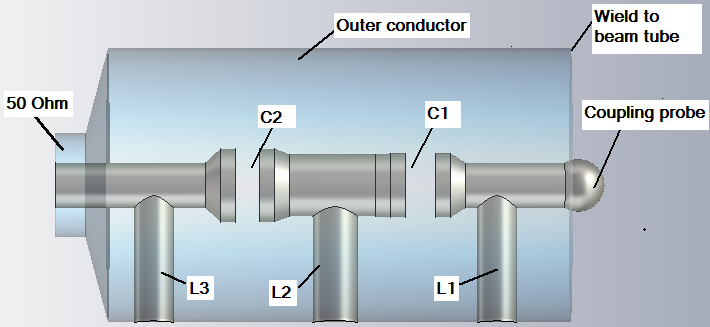 Wield to
beam tube
Outer conductor
50 Ohm
C2
C1
Coupling probe
L3
L2
L1